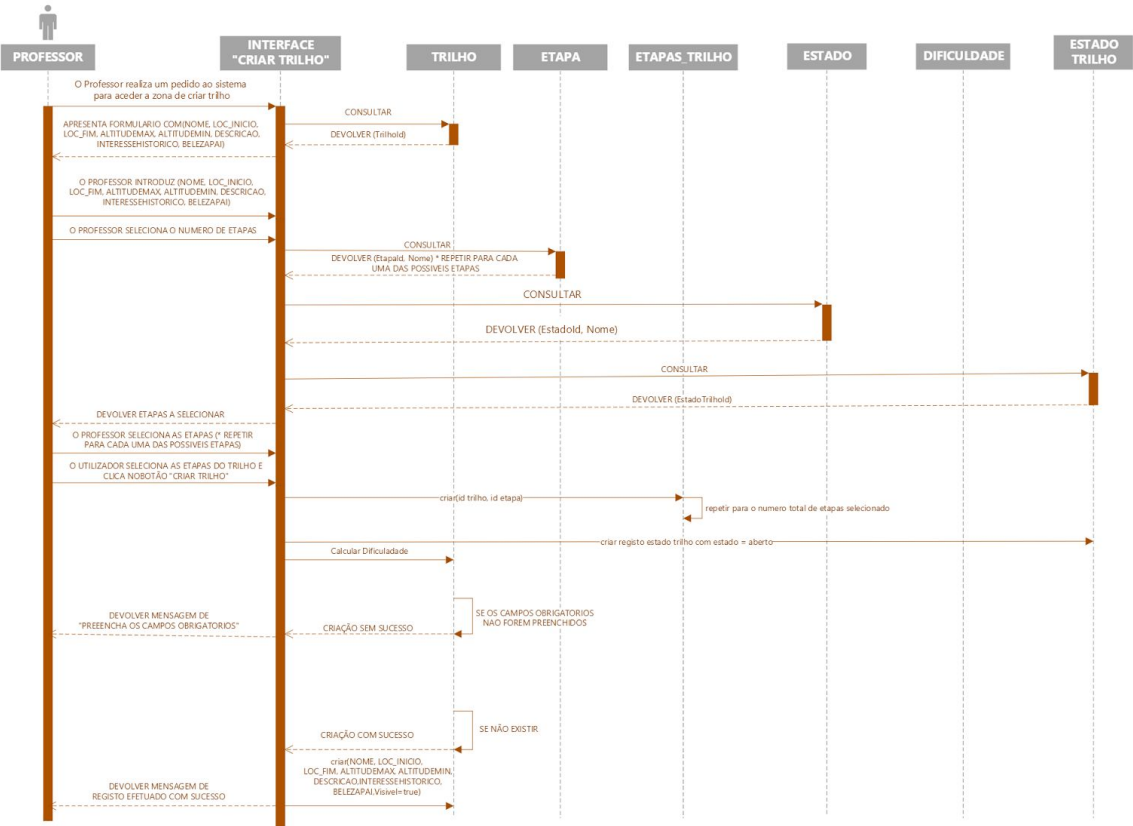 PROFESSOR
INTERFACE
"CRIAR TRILHO"
TRILHO
ETAPA
ETAPAS_TRILHO
ESTADO
DIFICULDADE
ESTADO
TRILHO
O Professor realiza um pedido ao sistema
para aceder a zona de criar trilho
CONSULTAR
APRESENTA FORMULARIO COM(NOME, LOC_INICIO,
LOC_FIM, ALTITUDEMAX, ALTITUDEMIN, DESCRICAO,
INTERESSEHISTORICO, BELEZAPAI)
DEVOLVER (TrilhoId)
O PROFESSOR INTRODUZ (NOME, LOC_INICIO,
LOC_FIM, ALTITUDEMAX, ALTITUDEMIN, DESCRICAO,
INTERESSEHISTORICO, BELEZAPAI)
O PROFESSOR SELECIONA O NUMERO DE ETAPAS
CONSULTAR
DEVOLVER (EtapaId, Nome) * REPETIR PARA CADA
UMA DAS POSSIVEIS ETAPAS
CONSULTAR
DEVOLVER (EstadoId, Nome)
CONSULTAR
DEVOLVER (EstadoTrilhoId)
DEVOLVER ETAPAS A SELECIONAR
O PROFESSOR SELECIONA AS ETAPAS (* REPETIR
PARA CADA UMA DAS POSSIVEIS ETAPAS)
O UTILIZADOR SELECIONA AS ETAPAS DO TRILHO E
CLICA NOBOTÃO "CRIAR TRILHO"
criar(id trilho, id etapa)
repetir para o numero total de etapas selecionado
criar registo estado trilho com estado = aberto
Calcular Dificuladade
SE OS CAMPOS OBRIGATORIOS
NAO FOREM PREENCHIDOS
DEVOLVER MENSAGEM DE
"PREEENCHA OS CAMPOS OBRIGATORIOS"
CRIAÇÃO SEM SUCESSO
SE NÃO EXISTIR
CRIAÇÃO COM SUCESSO
criar(NOME, LOC_INICIO,
LOC_FIM, ALTITUDEMAX, ALTITUDEMIN,
DESCRICAO,INTERESSEHISTORICO,
BELEZAPAI,Visivel=true)
DEVOLVER MENSAGEM DE
REGISTO EFETUADO COM SUCESSO